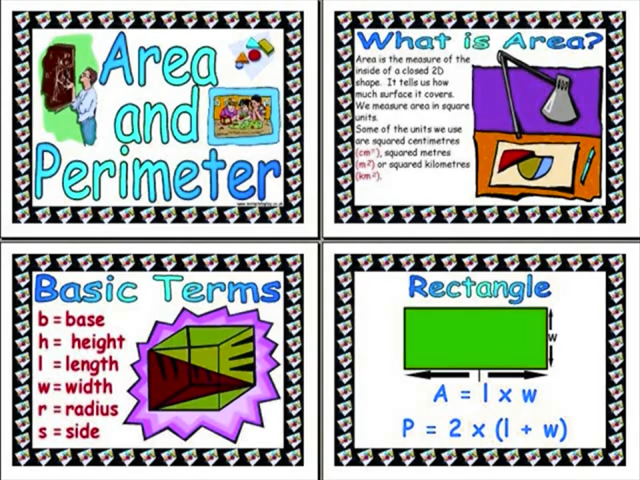 Area
and
Perimeter
What is Area?
Area is the measure of the
inside of a closed 2D
shape. It tells us how
much surface it covers.
We measure area in square
units.
Some of the units we use
are squared centimetres
(cm²), squared metres
(m²) or squared kilometres
(km²).
Basic Terms
b = base
h = height
l = length
w = width
r = radius
s = side
Rectangle
w
l
A = l x w
P = 2 x (l + w)